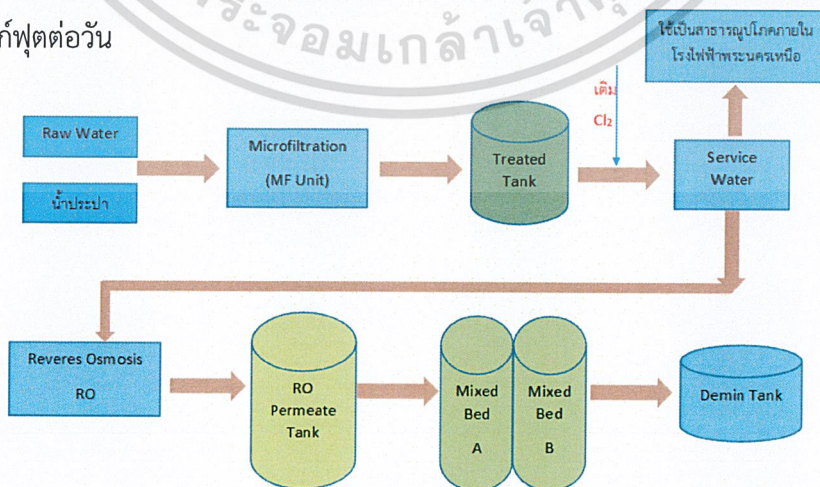 ก์ฟุตต่อวัน
ระจอมเกล้าเจ้า
ใช้เป็นสาธารณูปโภคภายใน
โรงไฟฟ้าพระนครเหนือ
เติม
Cl₂
Raw Water
น้ำประปา
Microfiltration
(MF Unit)
Treated
Tank
Service
Water
Reveres Osmosis
RO
RO
Permeate
Tank
Mixed
Bed
A
Mixed
Bed
B
Demin Tank